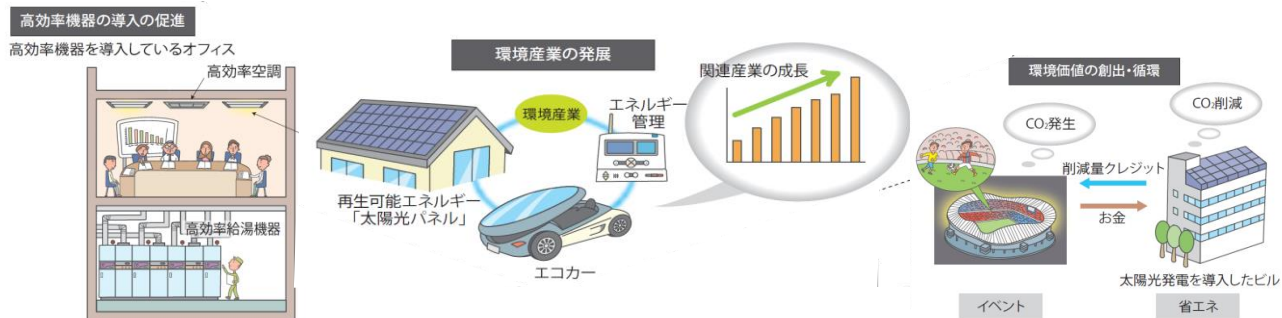 高効率機器の導入の促進
高効率機器を導入しているオフィス
高効率空調
高効率給湯機器
環境産業の発展
環境産業
エネルギー
管理
再生可能エネルギー
「太陽光パネル」
エコカー
関連産業の成長
環境価値の創出・循環
CO₂発生
CO₂削減
削減量クレジット
お金
太陽光発電を導入したビル
イベント
省エネ